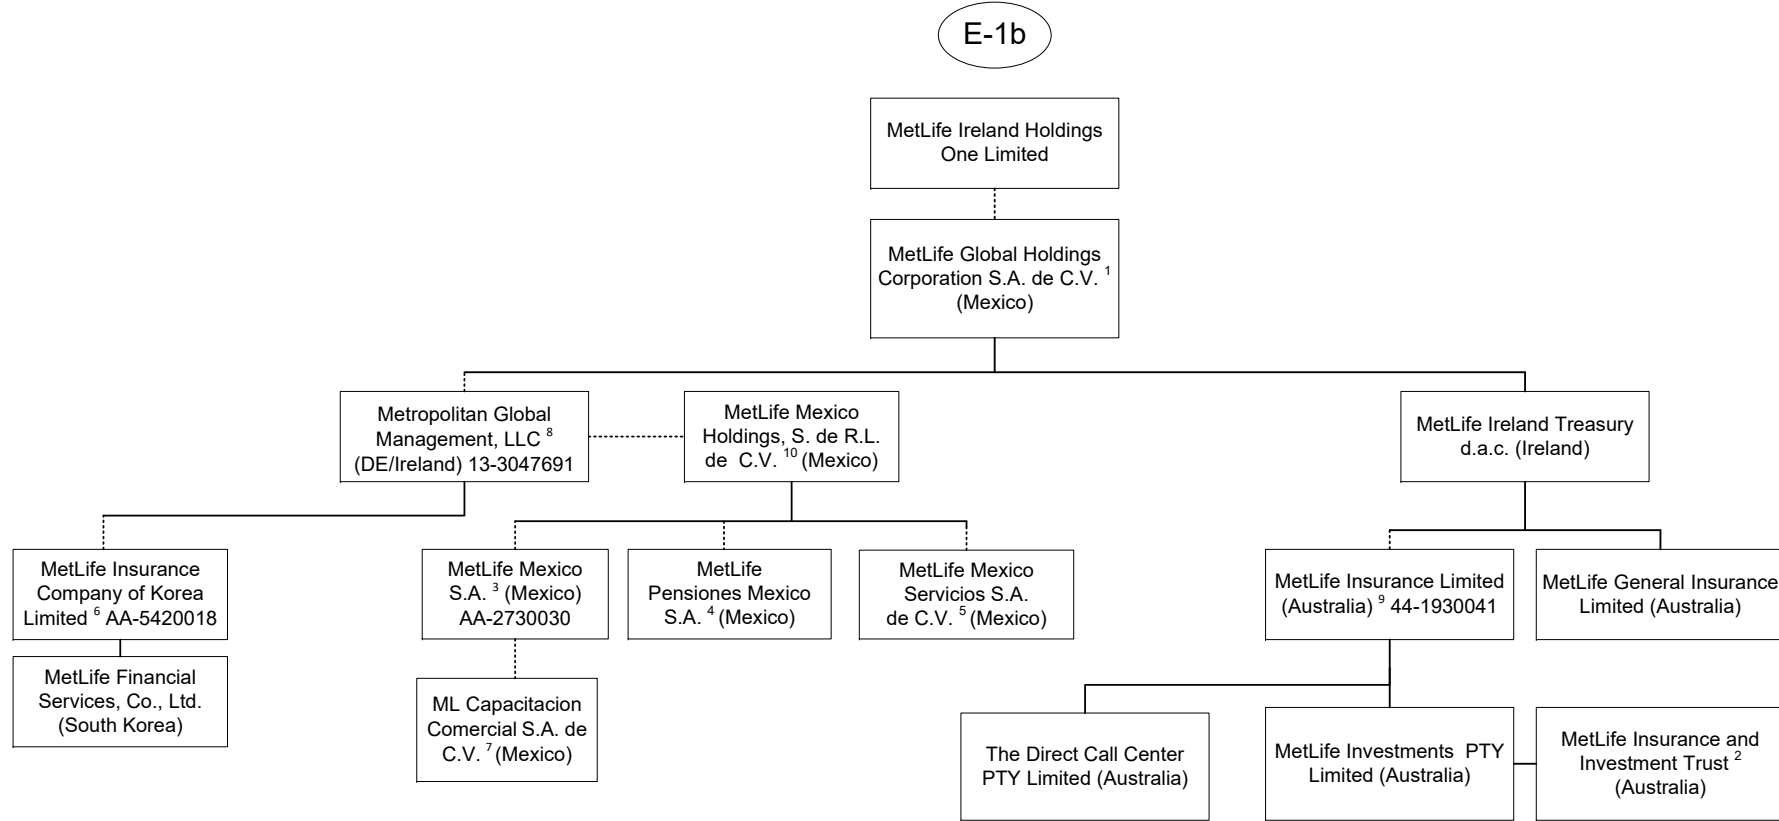 E-1b
MetLife Ireland Holdings
One Limited
MetLife Global Holdings
Corporation S.A. de C.V. 1
(Mexico)
Metropolitan Global
Management, LLC 8
(DE/Ireland) 13-3047691
MetLife Mexico
Holdings, S. de R.L.
de C.V. 10 (Mexico)
MetLife Ireland Treasury
d.a.c. (Ireland)
MetLife Insurance
Company of Korea
Limited 6 AA-5420018
MetLife Mexico
S.A. 3 (Mexico)
AA-2730030
MetLife
Pensiones Mexico
S.A. 4 (Mexico)
MetLife Mexico
Servicios S.A.
de C.V. 5 (Mexico)
MetLife Insurance Limited
(Australia) 9 44-1930041
MetLife General Insurance
Limited (Australia)
MetLife Financial
Services, Co., Ltd.
(South Korea)
ML Capacitacion
Comercial S.A. de
C.V. 7 (Mexico)
The Direct Call Center
PTY Limited (Australia)
MetLife Investments PTY
Limited (Australia)
MetLife Insurance and
Investment Trust 2
(Australia)